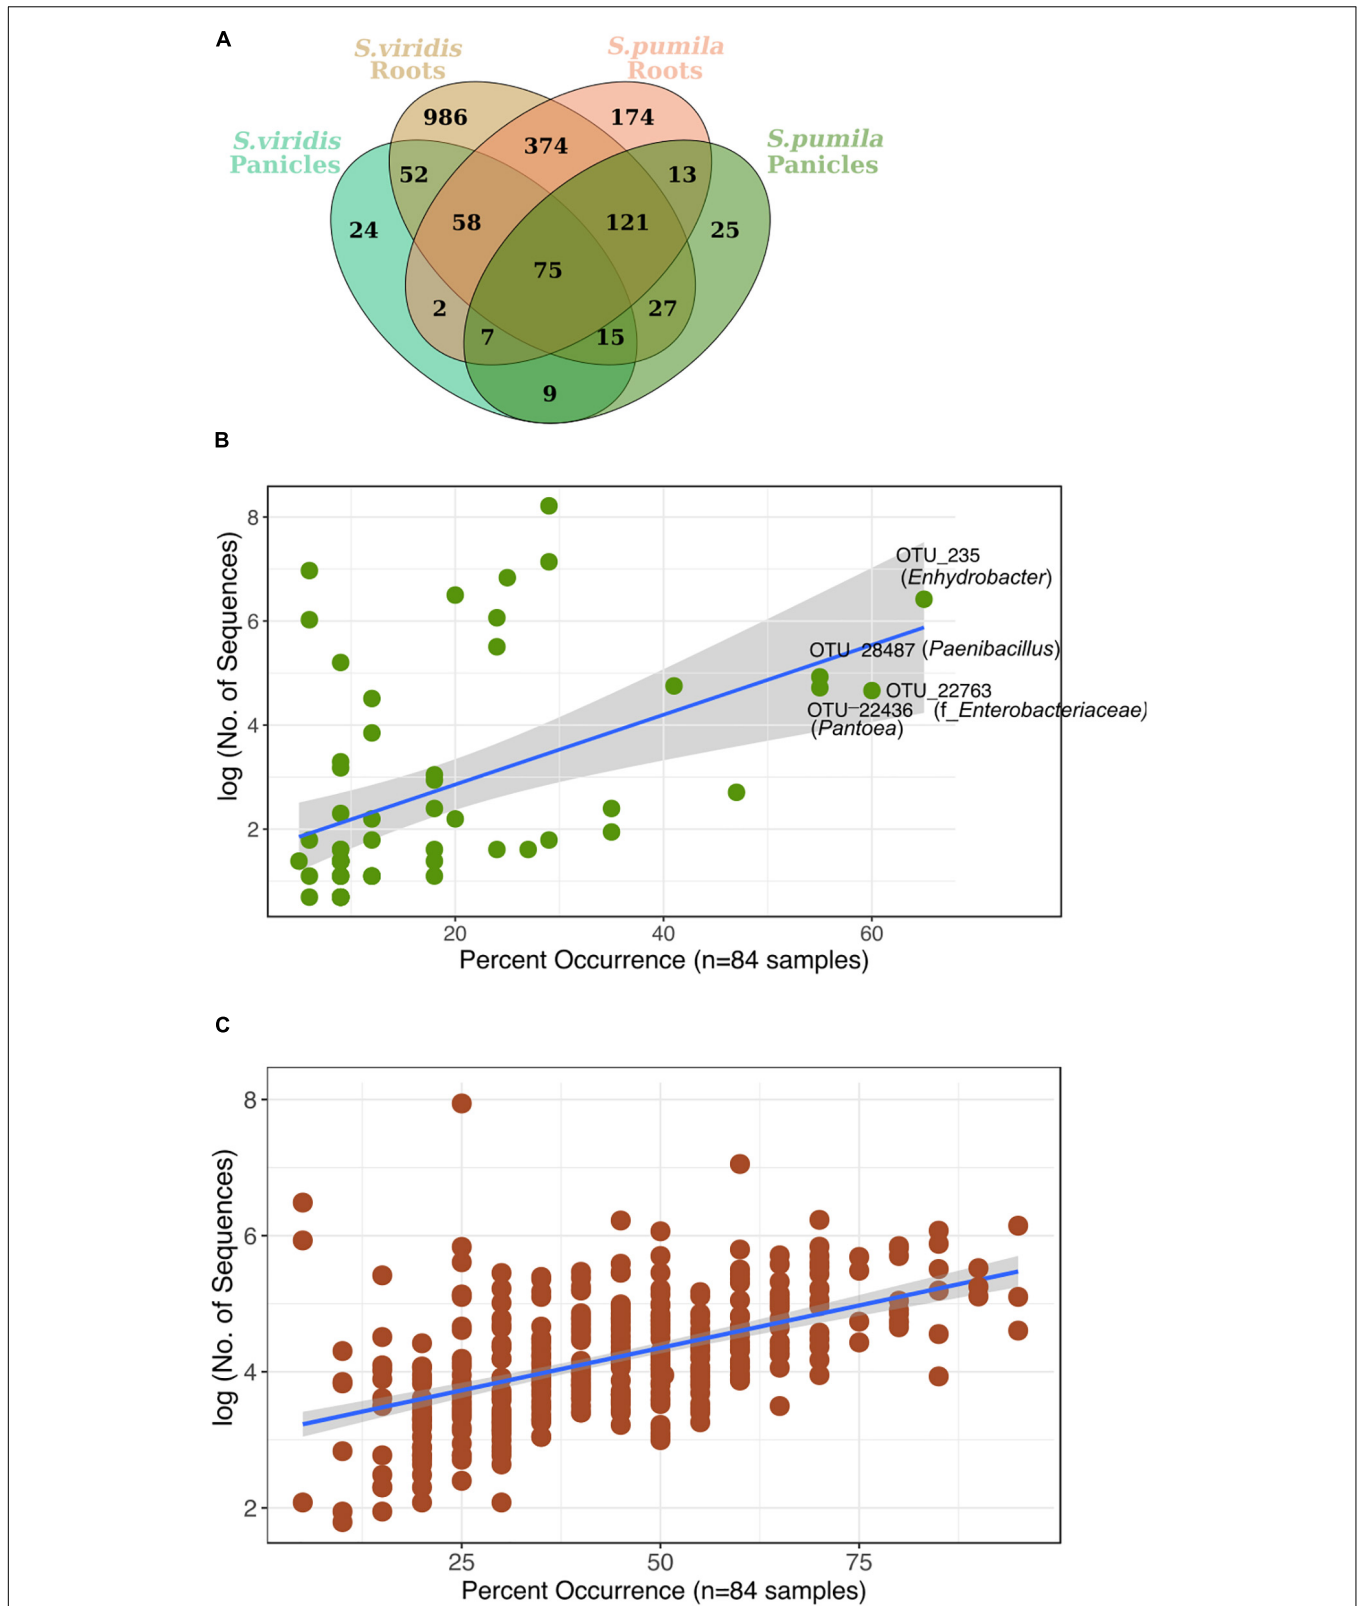 A
S.viridis
Roots
S.pumila
Roots
S.viridis
Panicles
S.pumila
Panicles
986
174
374
52
13
58
121
24
25
75
2
27
7
15
9
B
log (No. of Sequences)
8
6
4
2
OTU_235
(Enhydrobacter)
OTU_28487 (Paenibacillus)
OTU_22763
(f_Enterobacteriaceae)
OTU_22436
(Pantoea)
20
40
60
Percent Occurrence (n=84 samples)
C
log (No. of Sequences)
8
6
4
2
25
50
75
Percent Occurrence (n=84 samples)